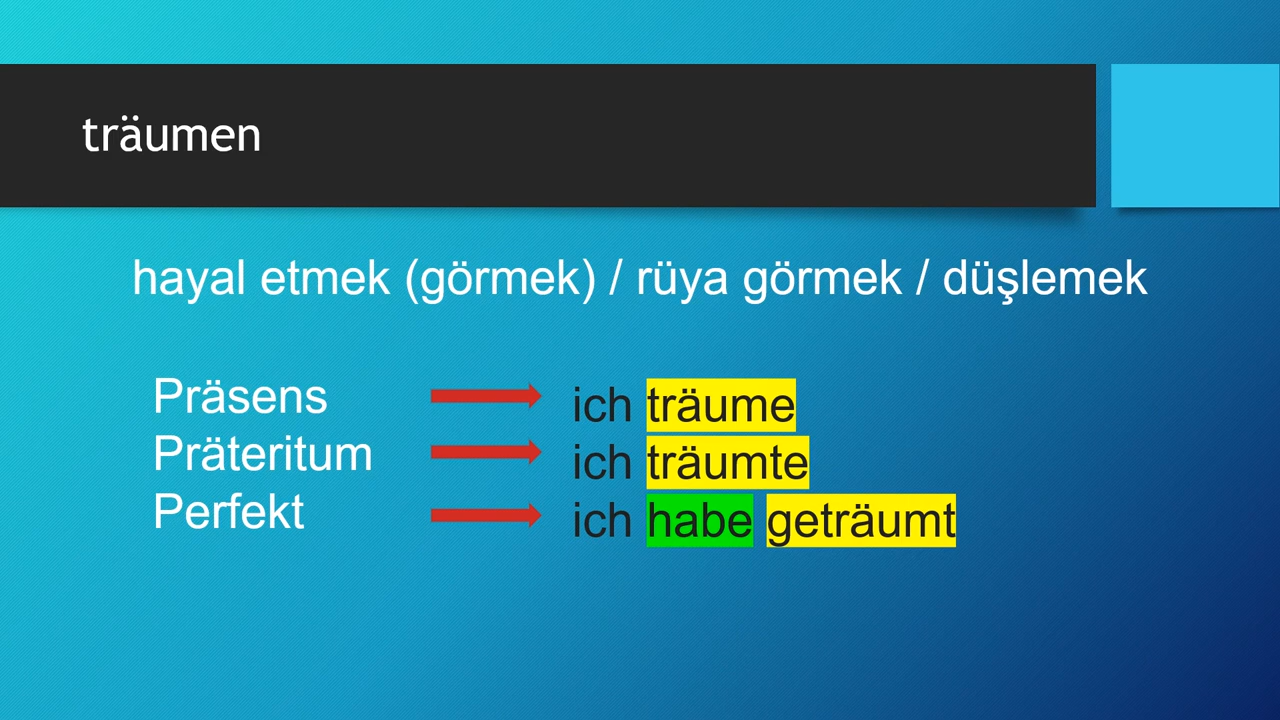 träumen
hayal etmek (görmek) / rüya görmek / düşlemek
Präsens ich träume
Präteritum ich träumte
Perfekt ich habe geträumt